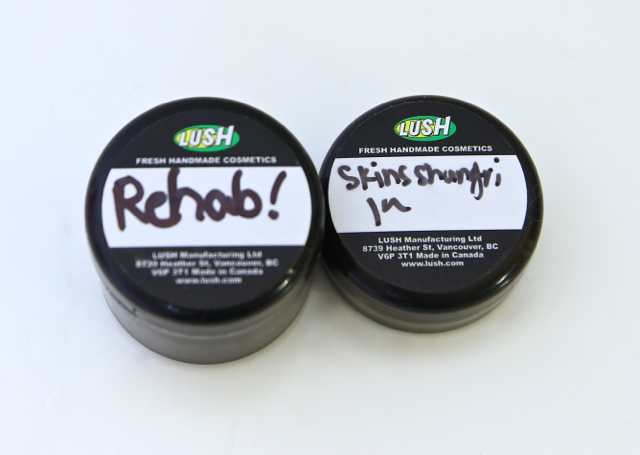 LUSH
FRESH HANDMADE COSMETICS
Rehab!
LUSH Manufacturing Ltd
8739 Heather St, Vancouver, BC
V6P 3T1 Made in Canada
www.lush.com
LUSH
FRESH HANDMADE COSMETICS
Skins Shangri
la
LUSH Manufacturing Ltd
8739 Heather St, Vancouver, BC
V6P 3T1 Made in Canada
www.lush.com